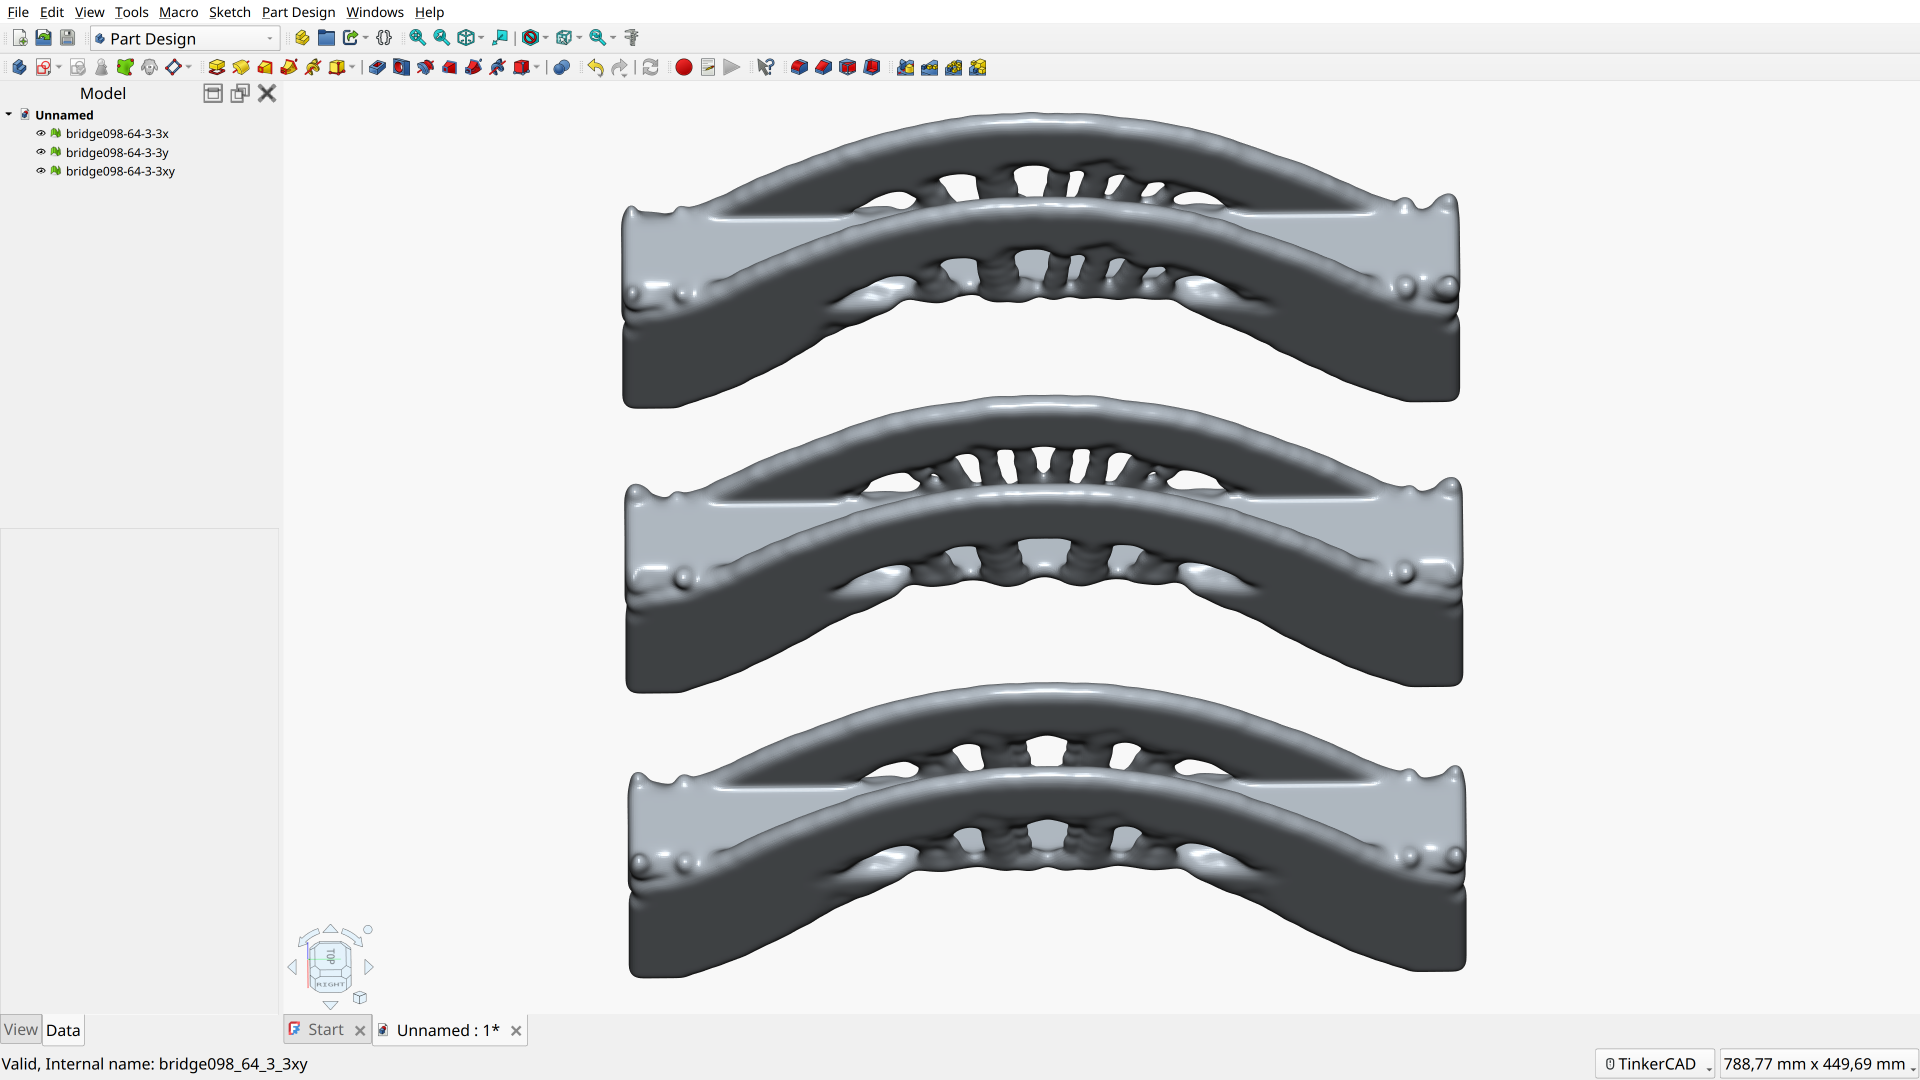 File Edit View Tools Macro Sketch Part Design Windows Help
Part Design
Model
Unnamed
bridge098-64-3-3x
bridge098-64-3-3y
bridge098-64-3-3xy
TOP
RIGHT
View Data
Start Unnamed : 1*
Valid, Internal name: bridge098_64_3_3xy
TinkerCAD 788,77 mm x 449,69 mm